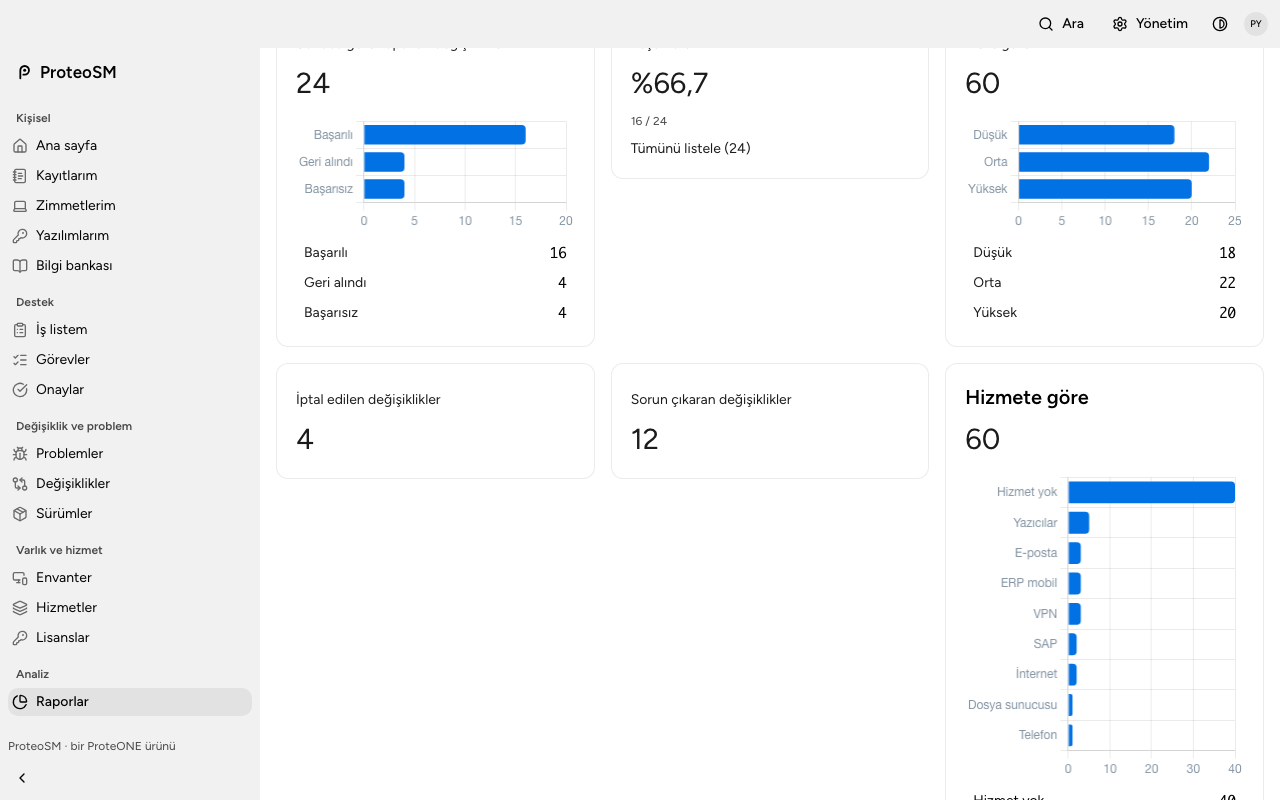 Ara
Yönetim
PY
ProteoSM
Kişisel
Ana sayfa
Kayıtlarım
Zimmetlerim
Yazılımlarım
Bilgi bankası
Destek
İş listem
Görevler
Onaylar
Değişiklik ve problem
Problemler
Değişiklikler
Sürümler
Varlık ve hizmet
Envanter
Hizmetler
Lisanslar
Analiz
Raporlar
ProteoSM · bir ProteONE ürünü
24
Başarılı
Geri alındı
Başarısız
0 5 10 15 20
Başarılı 16
Geri alındı 4
Başarısız 4
%66,7
16 / 24
Tümünü listele (24)
60
Düşük
Orta
Yüksek
0 5 10 15 20 25
Düşük 18
Orta 22
Yüksek 20
İptal edilen değişiklikler
4
Sorun çıkaran değişiklikler
12
Hizmete göre
60
Hizmet yok
Yazıcılar
E-posta
ERP mobil
VPN
SAP
İnternet
Dosya sunucusu
Telefon
0 10 20 30 40
Hizmet yok 40